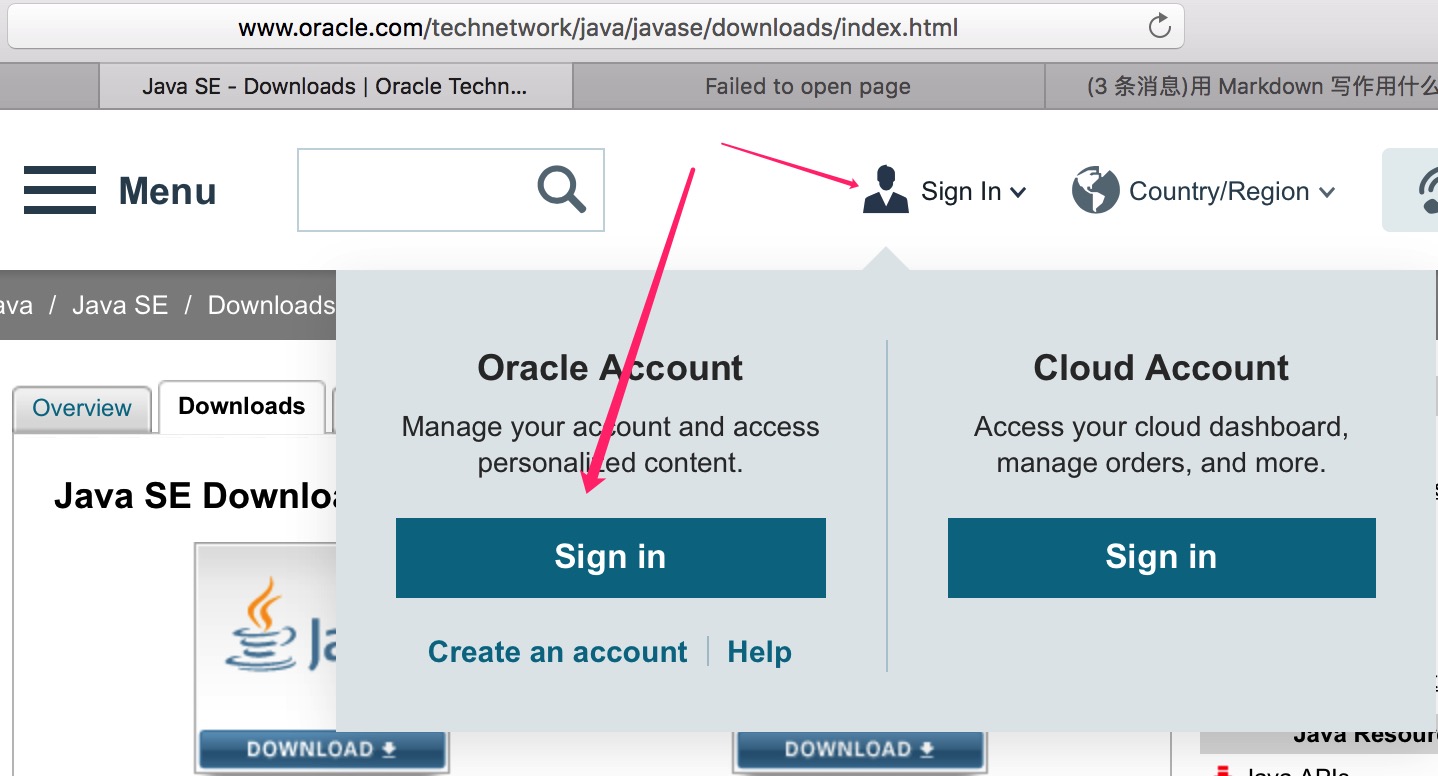 www.oracle.com/technetwork/java/javase/downloads/index.html
Java SE - Downloads | Oracle Techn...
Failed to open page
(3 条消息)用 Markdown 写作用什么
Menu
Sign In
Country/Region
/ Java SE / Downloads
Oracle Account
Cloud Account
Manage your account and access
personalized content.
Access your cloud dashboard,
manage orders, and more.
Overview
Downloads
Java SE
Sign in
Sign in
Create an account
Help
DOWNLOAD
DOWNLOAD
Java
Java APIs